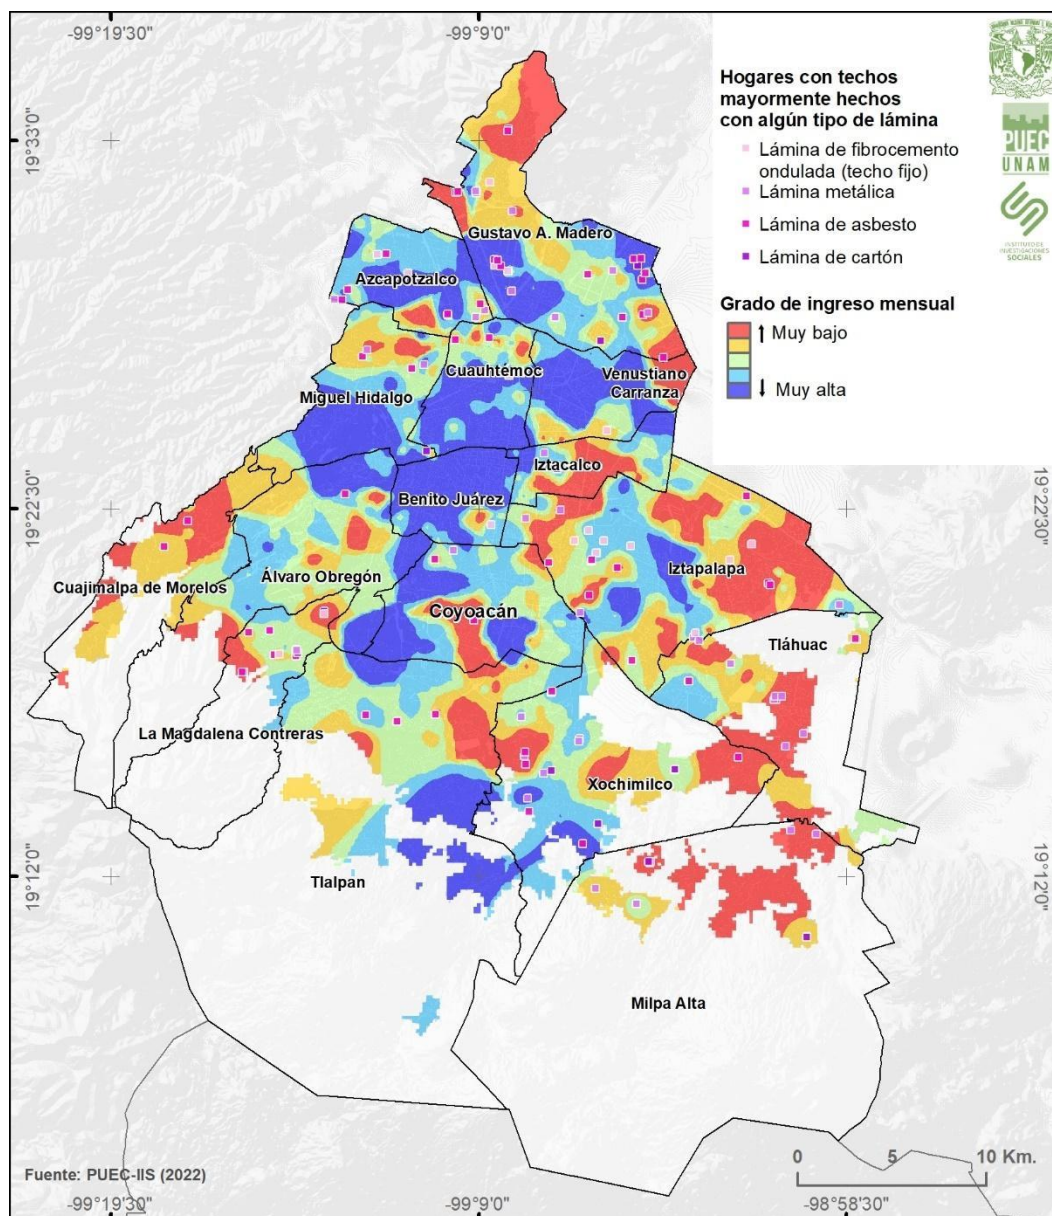 -99°19'30"
-99°9'0"
Hogares con techos
mayormente hechos
con algún tipo de lámina
Lámina de fibrocemento
ondulada (techo fijo)
Lámina metálica
Lámina de asbesto
Lámina de cartón
Grado de ingreso mensual
Muy bajo
Muy alta
PUEC
UNAM
INSTITUTO DE
INVESTIGACIONES
SOCIALES
19°33'0"
Gustavo A. Madero
Azcapotzalco
Cuauhtémoc
Venustiano
Carranza
Miguel Hidalgo
Iztacalco
Benito Juárez
19°22'30"
19°22'30"
Iztapalapa
Cuajimalpa de Morelos
Álvaro Obregón
Coyoacán
Tláhuac
La Magdalena Contreras
Xochimilco
19°12'0"
19°12'0"
Tlalpan
Milpa Alta
Fuente: PUEC-IIS (2022)
0 5 10 Km.
-99°19'30"
-99°9'0"
-98°58'30"